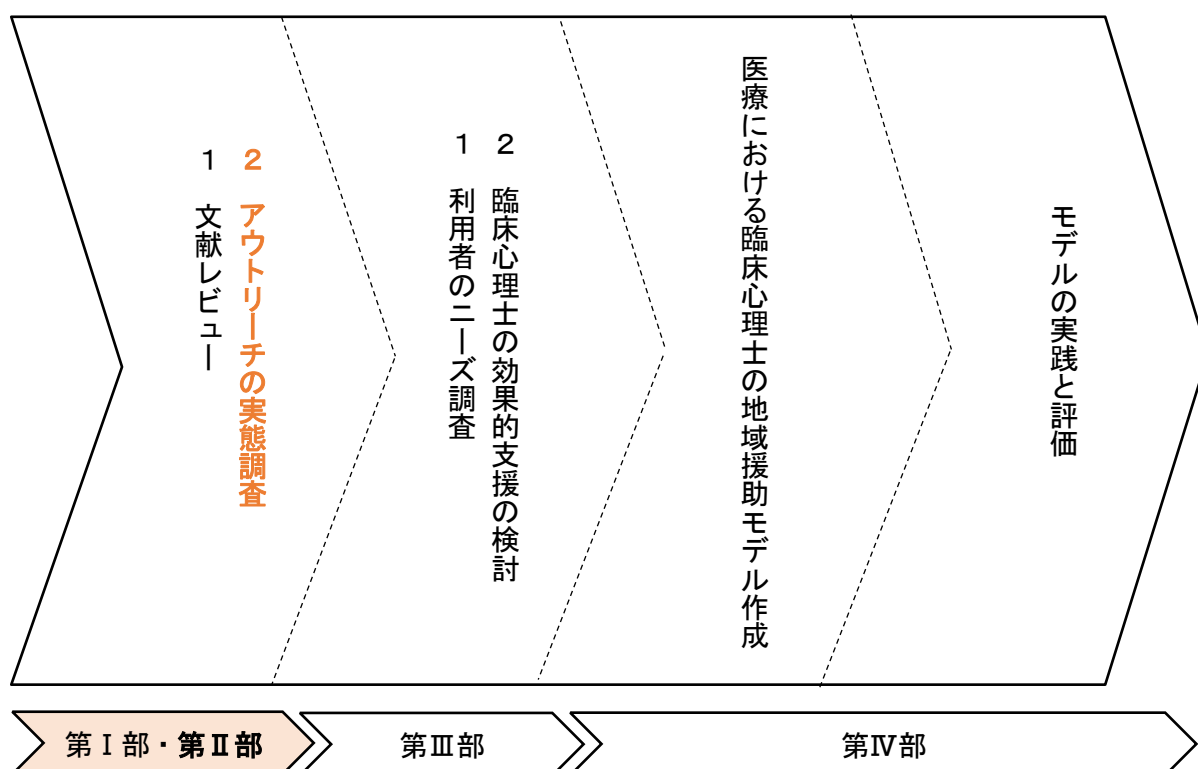 1 文献レビュー
2 アウトリーチの実態調査
1 利用者のニーズ調査
2 臨床心理士の効果的支援の検討
医療における臨床心理士の地域援助モデル作成
モデルの実践と評価
第Ⅰ部・第Ⅱ部
第Ⅲ部
第Ⅳ部